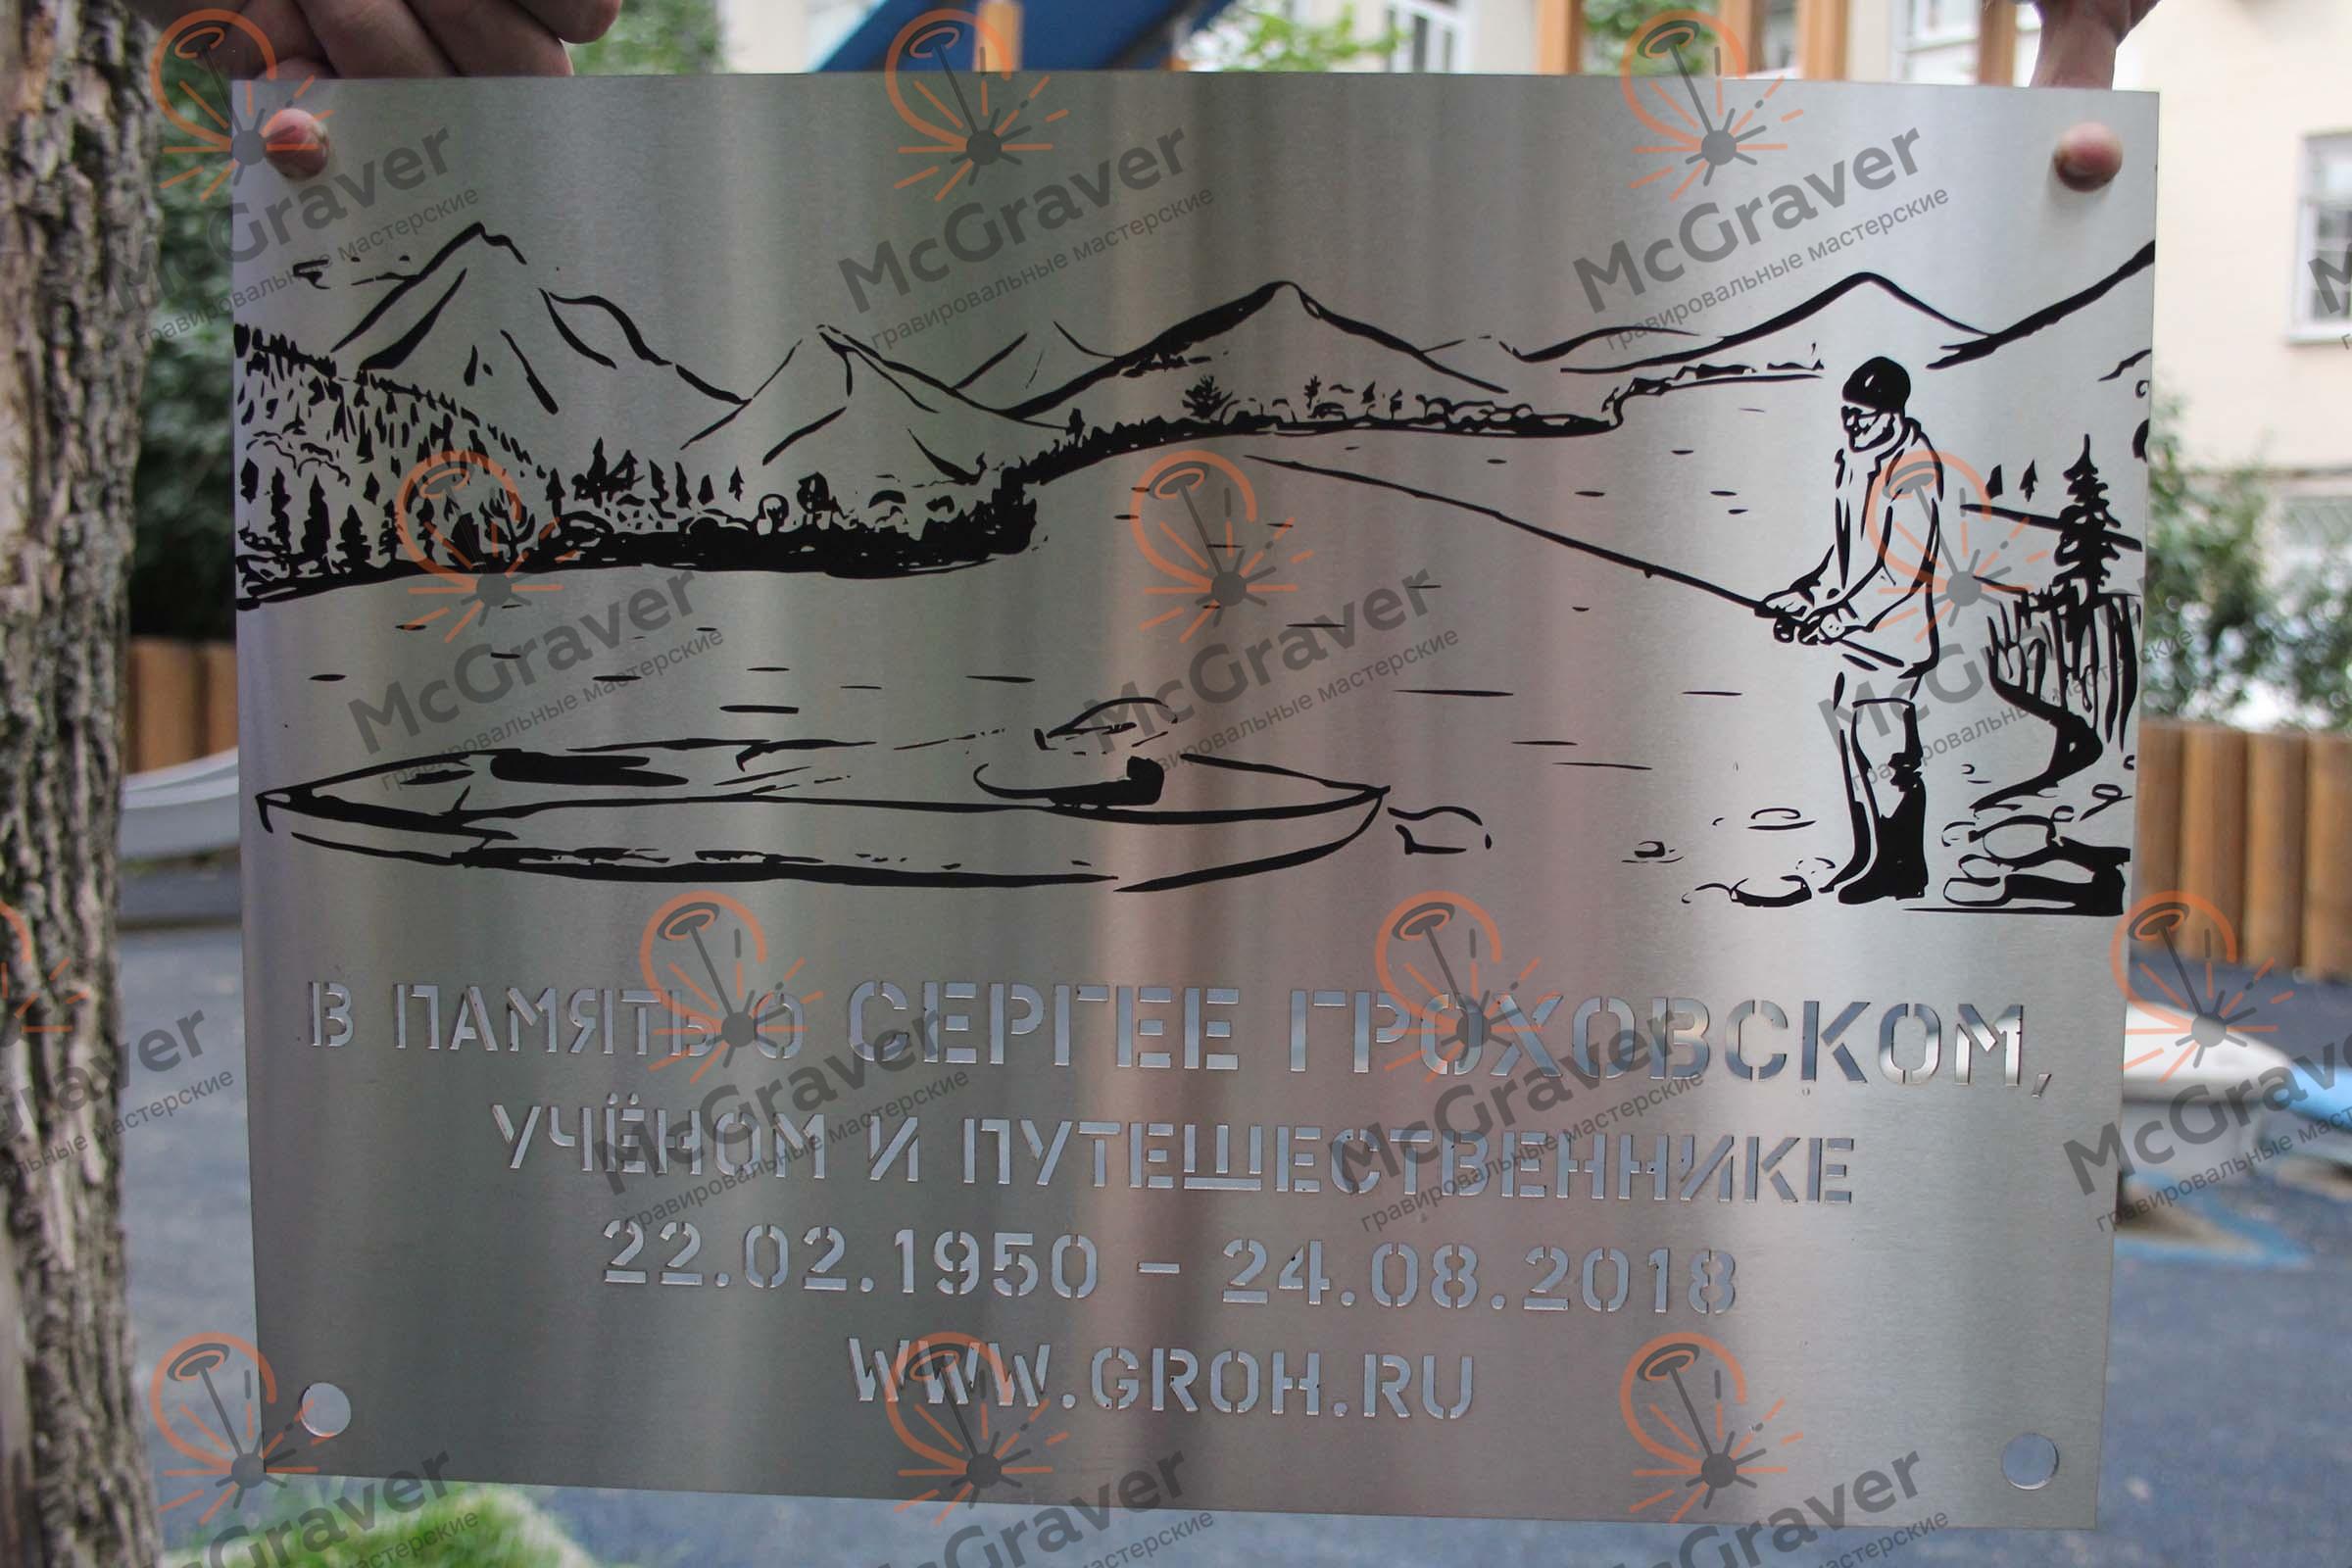 В ПАМЯТЬ О СЕРГЕЕ ГРОХОВСКОМ,
УЧЁНОМ И ПУТЕШЕСТВЕННИКЕ
22.02.1950 – 24.08.2018
WWW.GROH.RU
McGraver
гравировальные мастерские